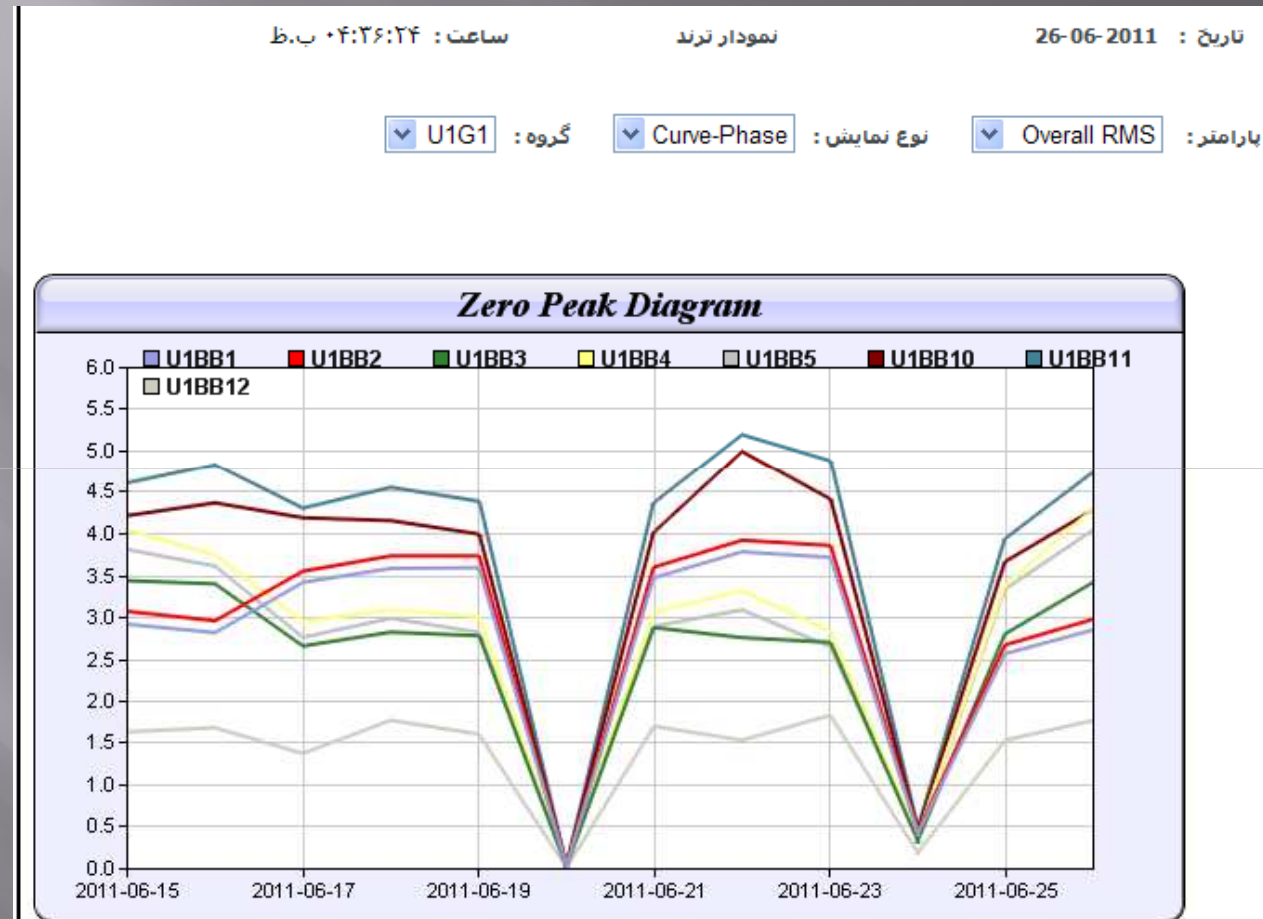 تاریخ : 26-06-2011 نمودار ترند ساعت : ۰۴:۳۶:۲۴ ب.ظ
پارامتر : Overall RMS نوع نمایش : Curve-Phase گروه : U1G1
Zero Peak Diagram
U1BB1 U1BB2 U1BB3 U1BB4 U1BB5 U1BB10 U1BB11
U1BB12
6.0
5.5
5.0
4.5
4.0
3.5
3.0
2.5
2.0
1.5
1.0
0.5
0.0
2011-06-15 2011-06-17 2011-06-19 2011-06-21 2011-06-23 2011-06-25